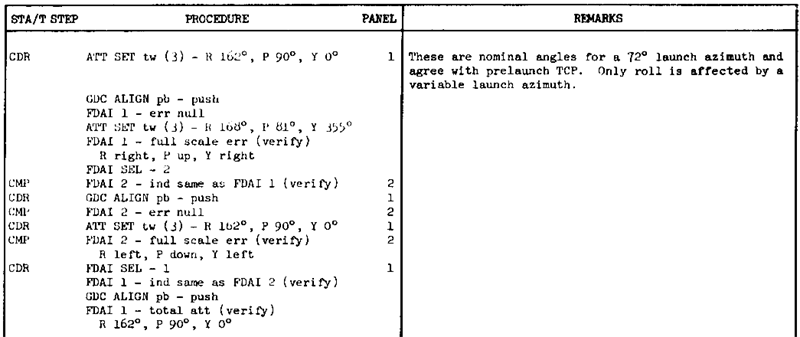 STA/T STEP PROCEDURE PANEL REMARKS
CDR ATT SET tw (3) - R 162°, P 90°, Y 0° 1 These are nominal angles for a 72° launch azimuth and
agree with prelaunch TCP. Only roll is affected by a
variable launch azimuth.
GDC ALIGN pb - push
FDAI 1 - err null
ATT SET tw (3) - R 168°, P 81°, Y 355°
FDAI 1 - full scale err (verify)
R right, P up, Y right
FDAI SEL - 2
CMP FDAI 2 - ind same as FDAI 1 (verify) 2
CDR GDC ALIGN pb - push 1
CMP FDAI 2 - err null 2
CDR ATT SET tw (3) - R 162°, P 90°, Y 0° 1
CMP FDAI 2 - full scale err (verify) 2
R left, P down, Y left
CDR FDAI SEL - 1 1
FDAI 1 - ind same as FDAI 2 (verify)
GDC ALIGN pb - push
FDAI 1 - total att (verify)
R 162°, P 90°, Y 0°